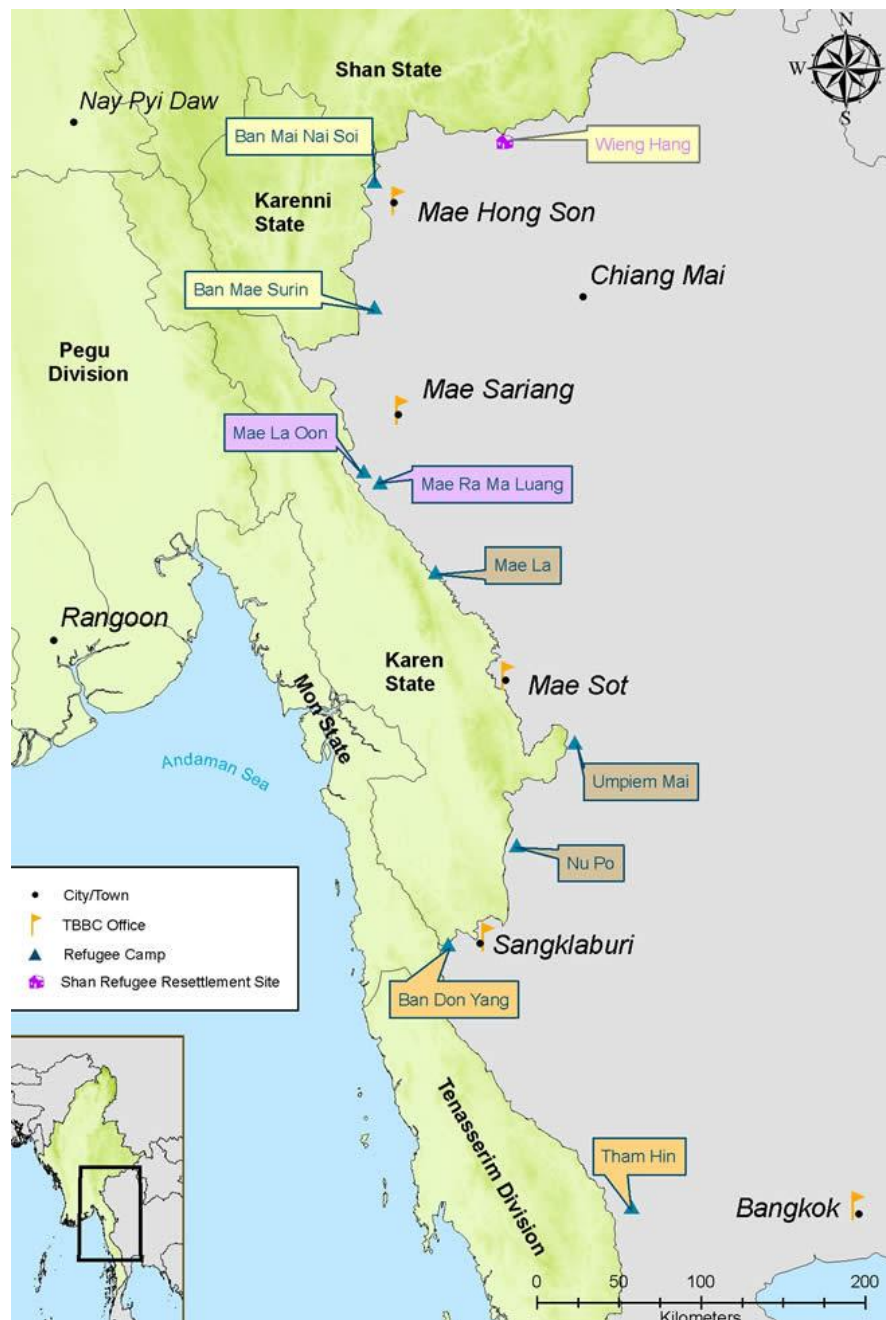 N
W
E
S
Shan State
Nay Pyi Daw
Ban Mai Nai Soi
Wieng Hang
Karenni
State
Mae Hong Son
Chiang Mai
Ban Mae Surin
Pegu
Division
Mae Sariang
Mae La Oon
Mae Ra Ma Luang
Mae La
Rangoon
Karen
State
Mae Sot
Mon State
Andaman Sea
Umpiem Mai
Nu Po
City/Town
TBBC Office
Refugee Camp
Shan Refugee Resettlement Site
Sangklaburi
Ban Don Yang
Tenasserim Division
Tham Hin
Bangkok
0 50 100 200
Kilometers